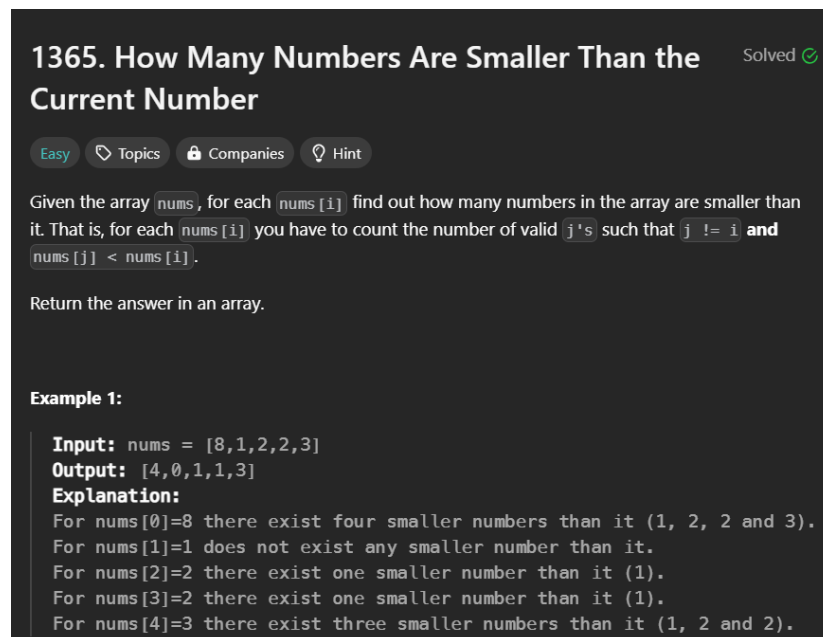 1365. How Many Numbers Are Smaller Than the Solved
Current Number
Easy Topics Companies Hint
Given the array nums, for each nums[i] find out how many numbers in the array are smaller than
it. That is, for each nums[i] you have to count the number of valid j's such that j != i and
nums[j] < nums[i].
Return the answer in an array.
Example 1:
Input: nums = [8,1,2,2,3]
Output: [4,0,1,1,3]
Explanation:
For nums[0]=8 there exist four smaller numbers than it (1, 2, 2 and 3).
For nums[1]=1 does not exist any smaller number than it.
For nums[2]=2 there exist one smaller number than it (1).
For nums[3]=2 there exist one smaller number than it (1).
For nums[4]=3 there exist three smaller numbers than it (1, 2 and 2).